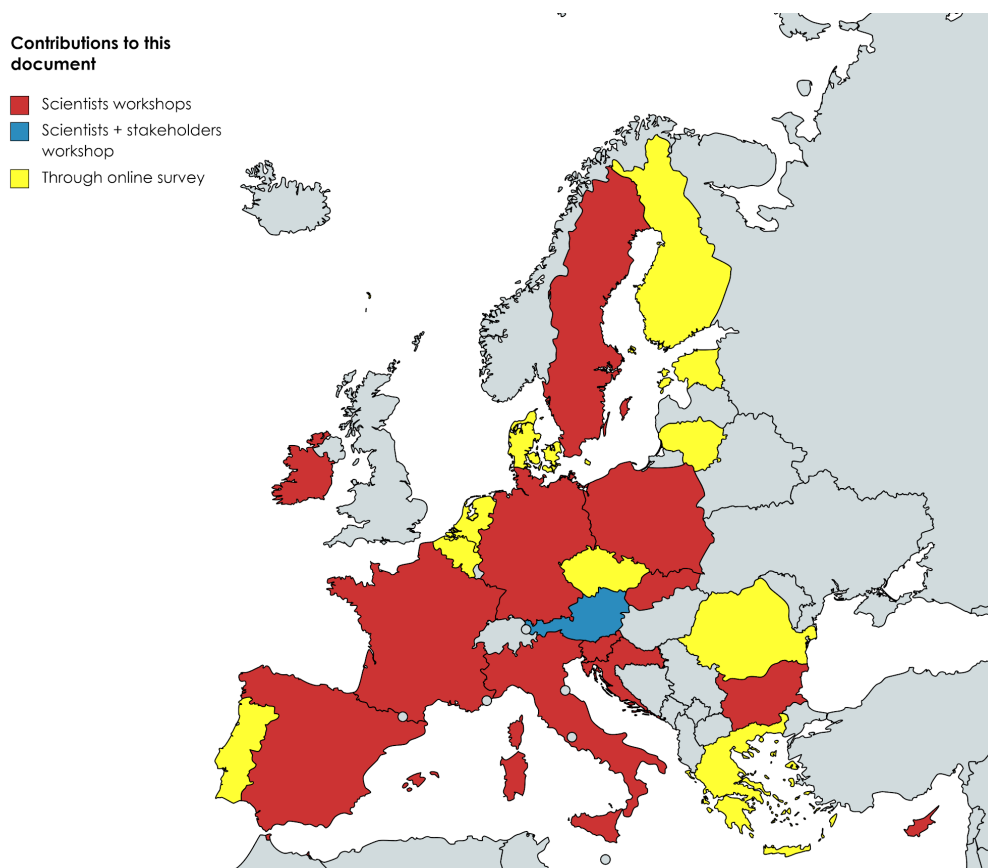 Contributions to this
document
Scientists workshops
Scientists + stakeholders
workshop
Through online survey